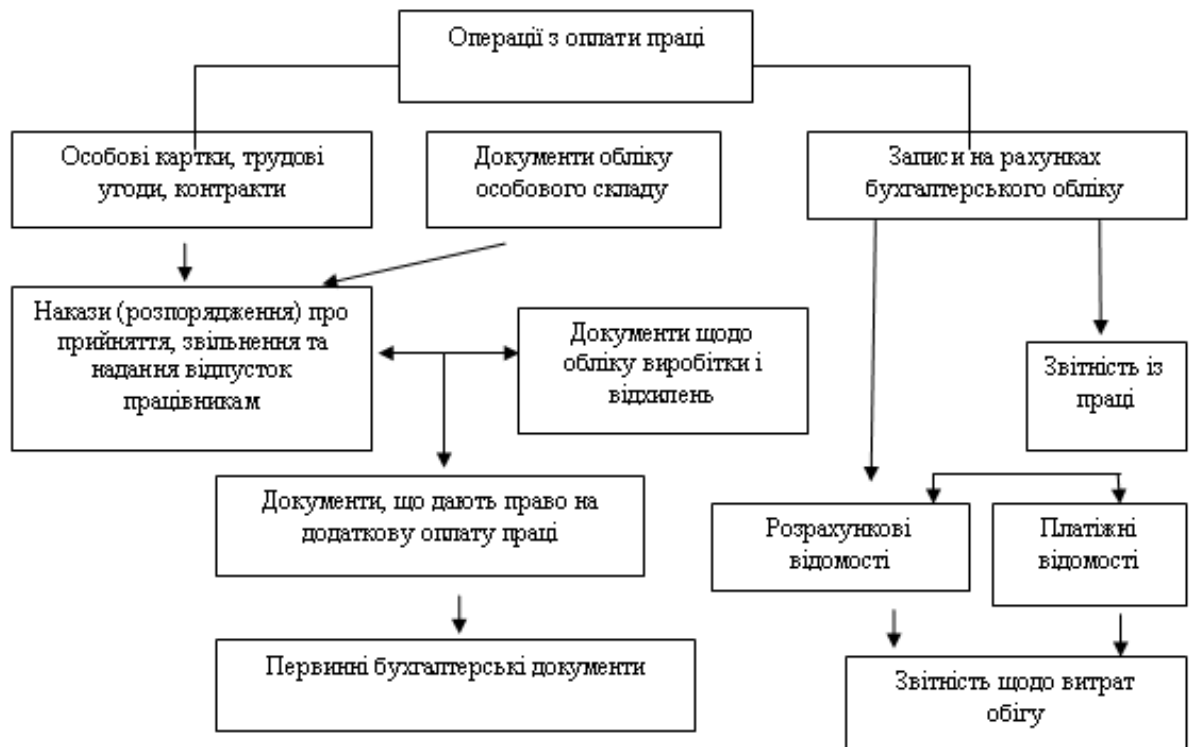 Операції з оплати праці
Особові картки, трудові
угоди, контракти
Документи обліку
особового складу
Записи на рахунках
бухгалтерського обліку
Накази (розпорядження) про
прийняття, звільнення та
надання відпусток
працівникам
Документи щодо
обліку виробітки і
відхилень
Звітність із
праці
Документи, що дають право на
додаткову оплату праці
Розрахункові
відомості
Платіжні
відомості
Первинні бухгалтерські документи
Звітність щодо витрат
обігу